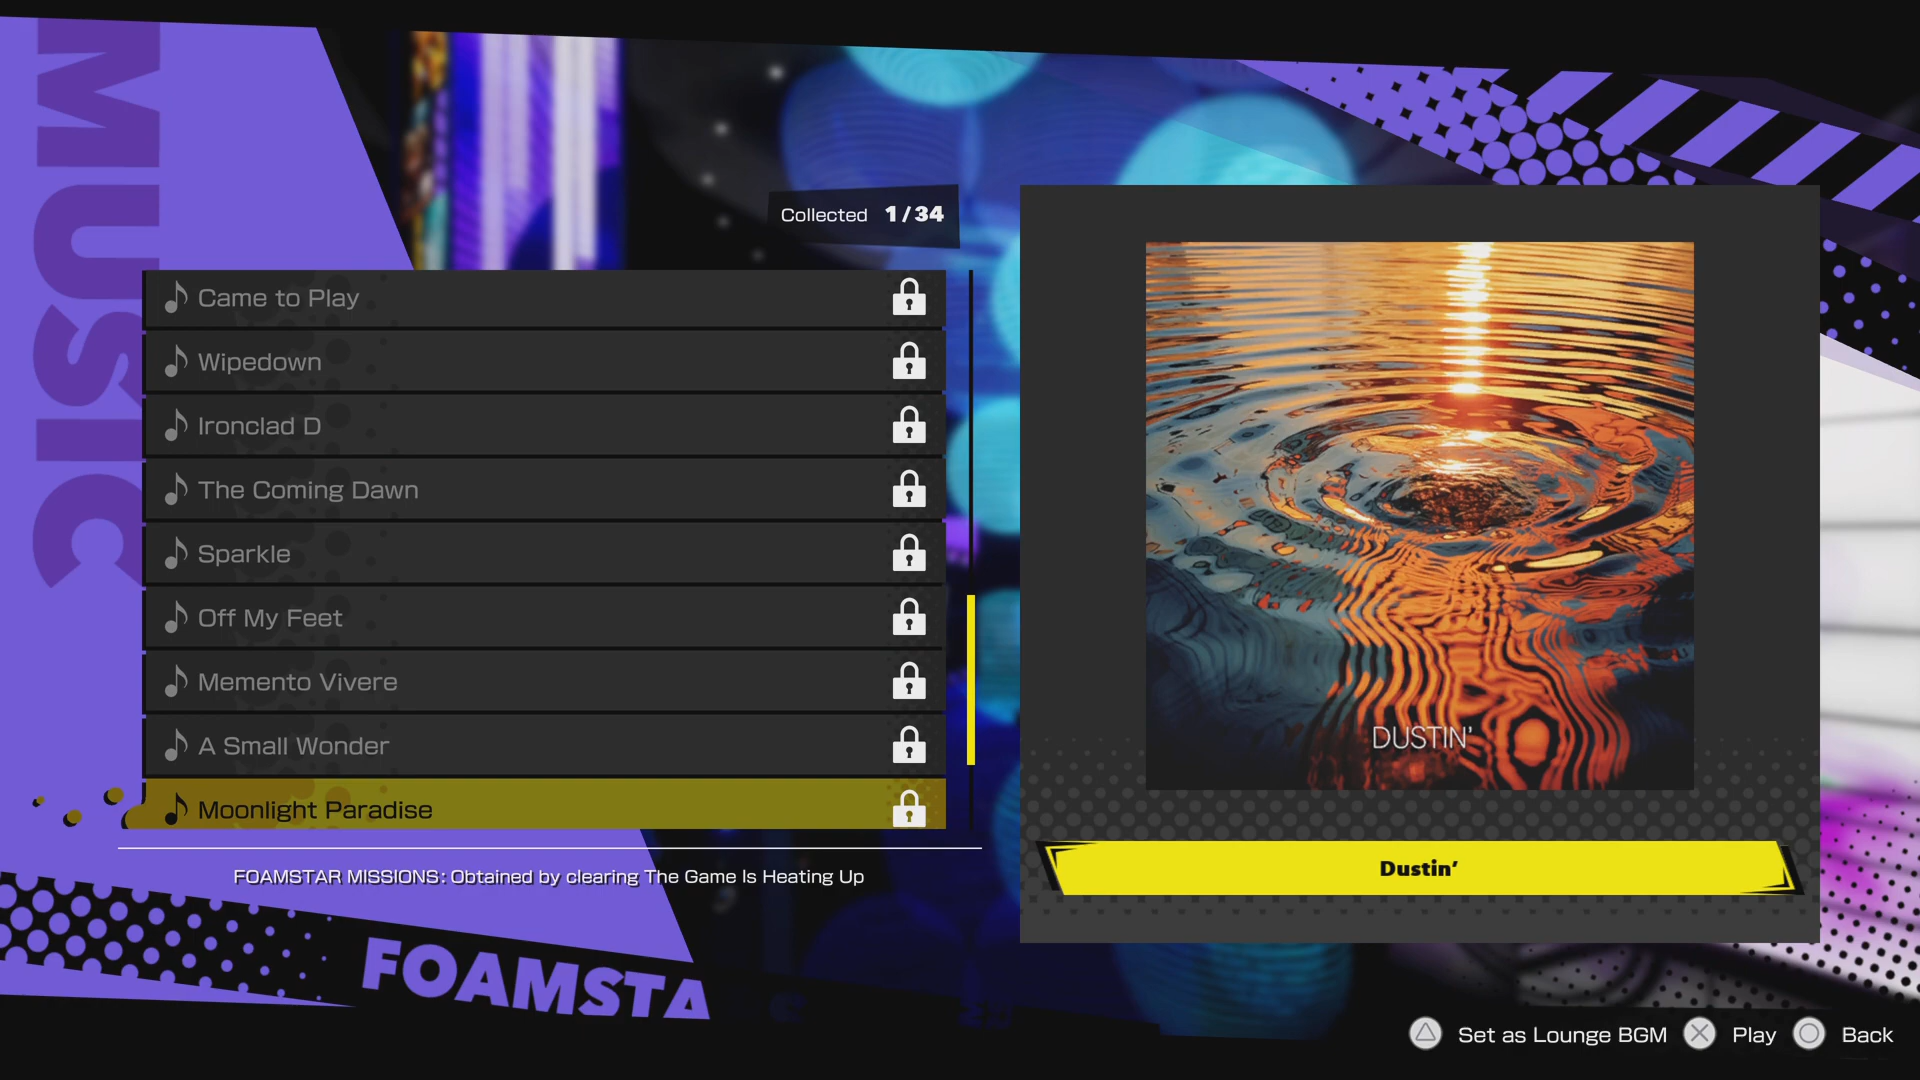 MUSIC
Collected 1/34
Came to Play
Wipedown
Ironclad D
The Coming Dawn
Sparkle
Off My Feet
Memento Vivere
A Small Wonder
Moonlight Paradise
FOAMSTAR MISSIONS: Obtained by clearing The Game Is Heating Up
DUSTIN'
Dustin'
FOAMSTA
Set as Lounge BGM Play Back